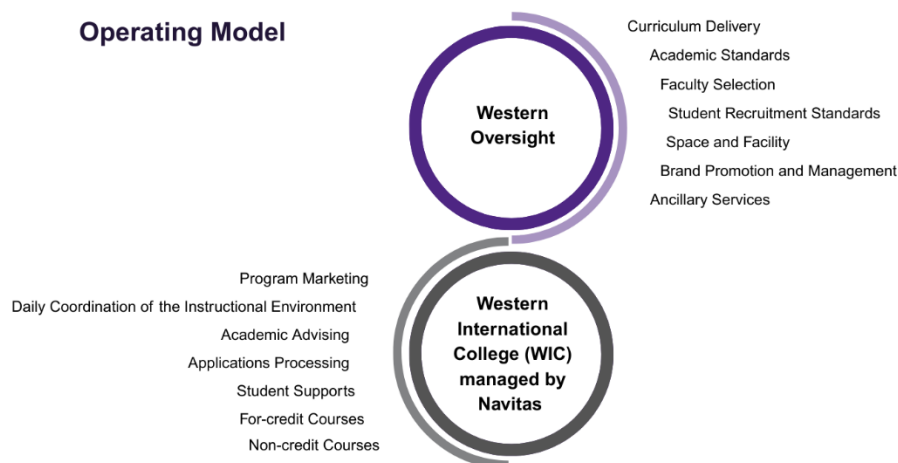 Operating Model
Western
Oversight
Curriculum Delivery
Academic Standards
Faculty Selection
Student Recruitment Standards
Space and Facility
Brand Promotion and Management
Ancillary Services
Program Marketing
Daily Coordination of the Instructional Environment
Academic Advising
Applications Processing
Student Supports
For-credit Courses
Non-credit Courses
Western
International
College (WIC)
managed by
Navitas